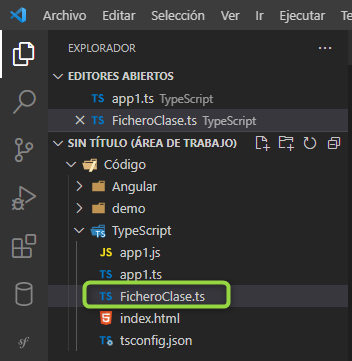 Archivo Editar Selección Ver Ir Ejecutar T
EXPLORADOR
EDITORES ABIERTOS
TS app1.ts TypeScript
TS FicheroClase.ts TypeScript
SIN TÍTULO (ÁREA DE TRABAJO)
Código
Angular
demo
TypeScript
JS app1.js
TS app1.ts
TS FicheroClase.ts
index.html
tsconfig.json